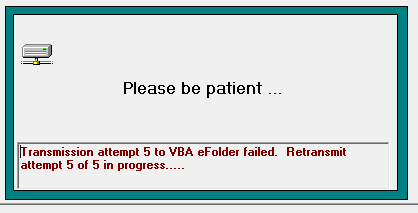 Please be patient ...
Transmission attempt 5 to VBA eFolder failed.  Retransmit
attempt 5 of 5 in progress.....